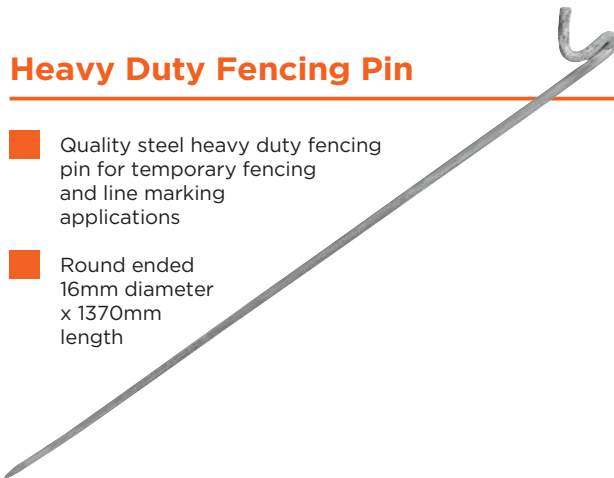 Heavy Duty Fencing Pin
Quality steel heavy duty fencing
pin for temporary fencing
and line marking
applications
Round ended
16mm diameter
x 1370mm
length